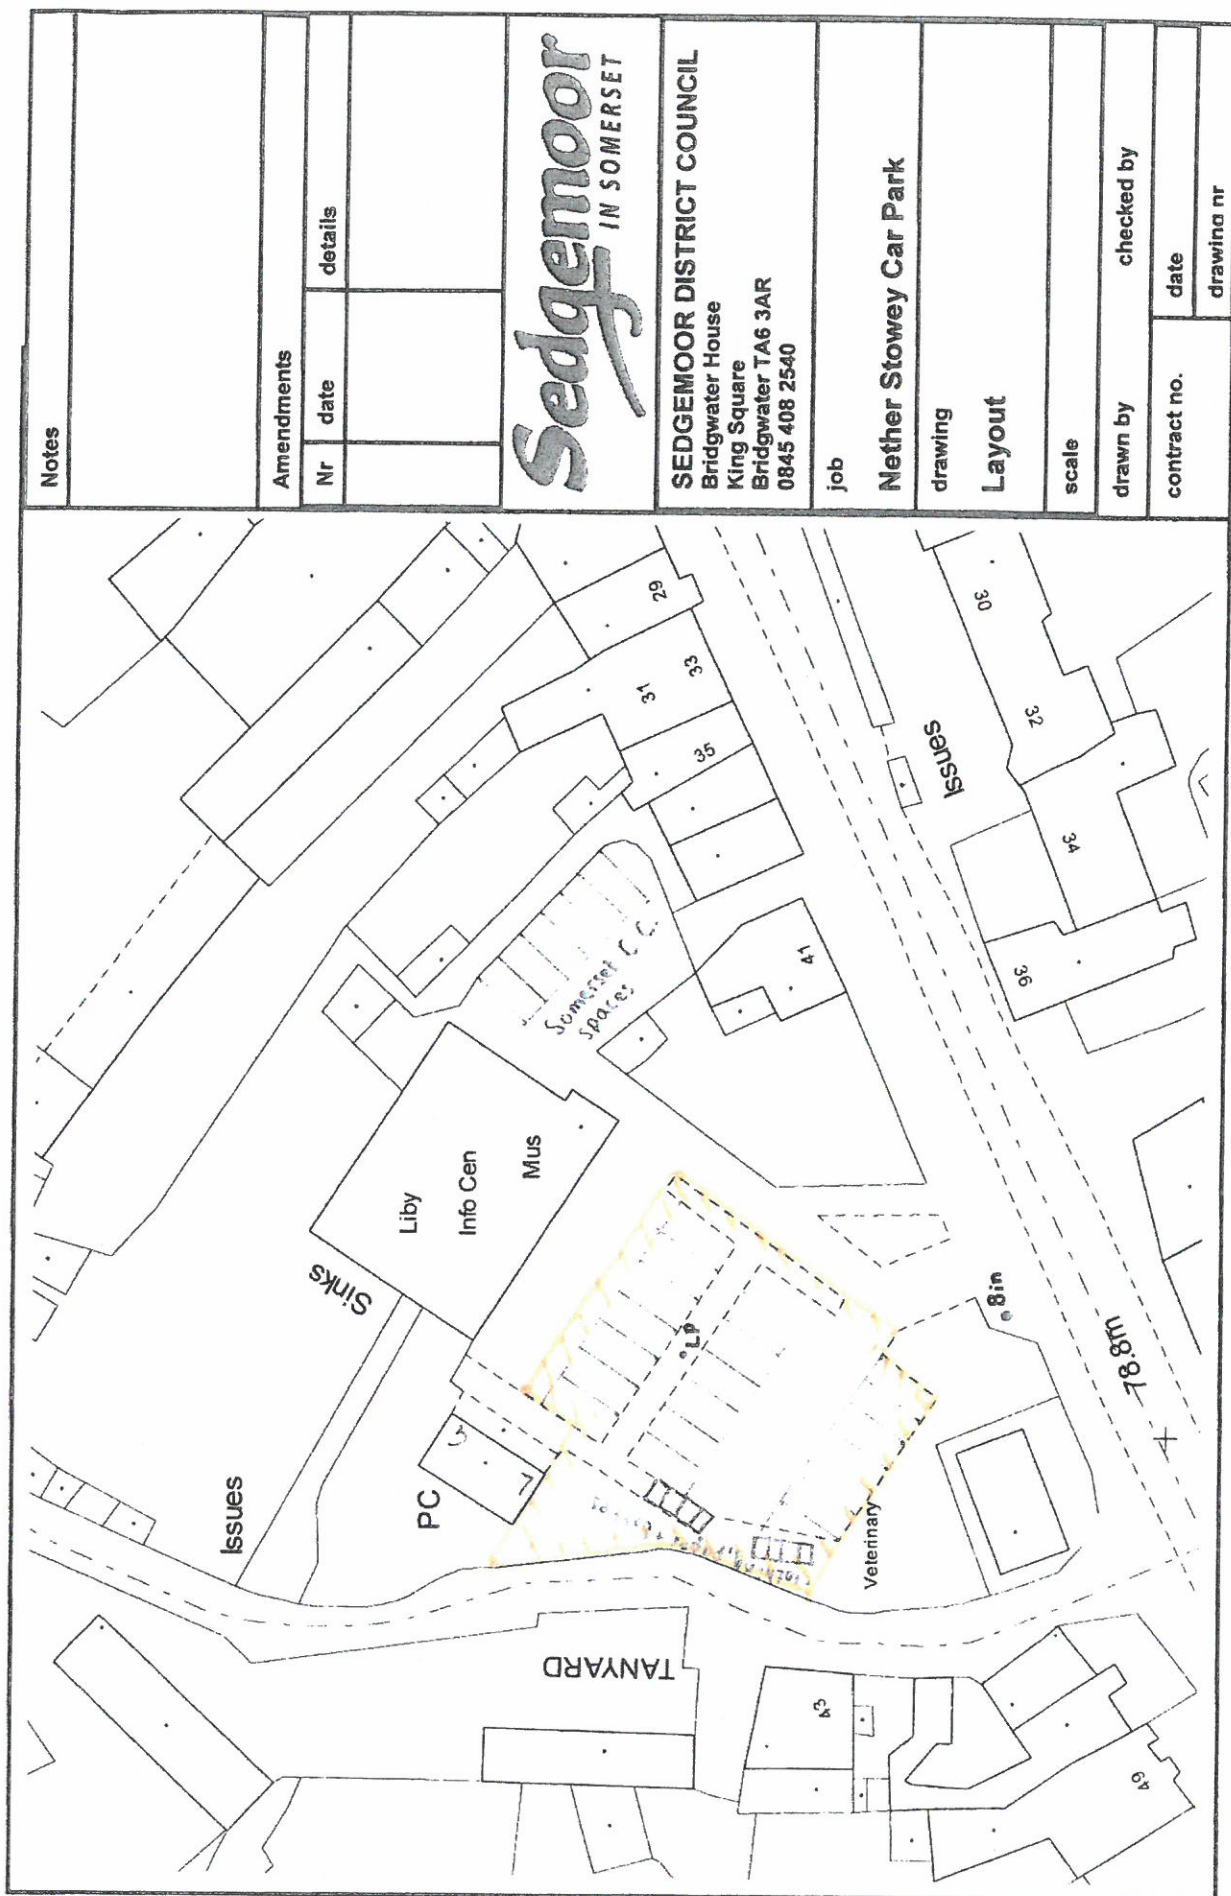 Notes
Amendments
Nr date details
Sedgemoor
IN SOMERSET
SEDGEMOOR DISTRICT COUNCIL
Bridgwater House
King Square
Bridgwater TA6 3AR
0845 408 2540
job
Nether Stowey Car Park
drawing
Layout
scale
drawn by checked by
contract no. date
drawing nr
29
31
33
35
41
Somerset C.C.
spaces
Liby
Info Cen
Mus
Sinks
Issues
PC
3
7
LP
Veterinary
8in
78.8m
Issues
30
32
34
36
TANYARD
43
49